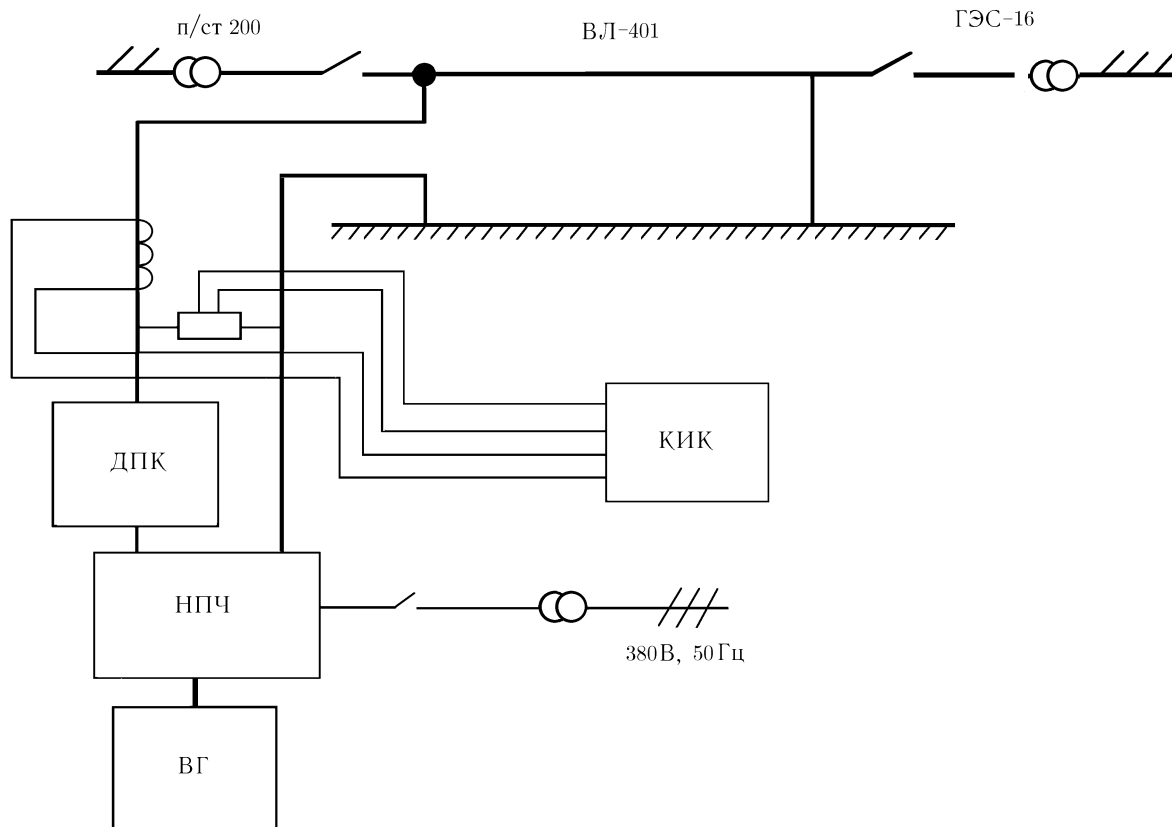 п/ст 200
ВЛ-401
ГЭС-16
КИК
ДПК
НПЧ
380В, 50Гц
ВГ